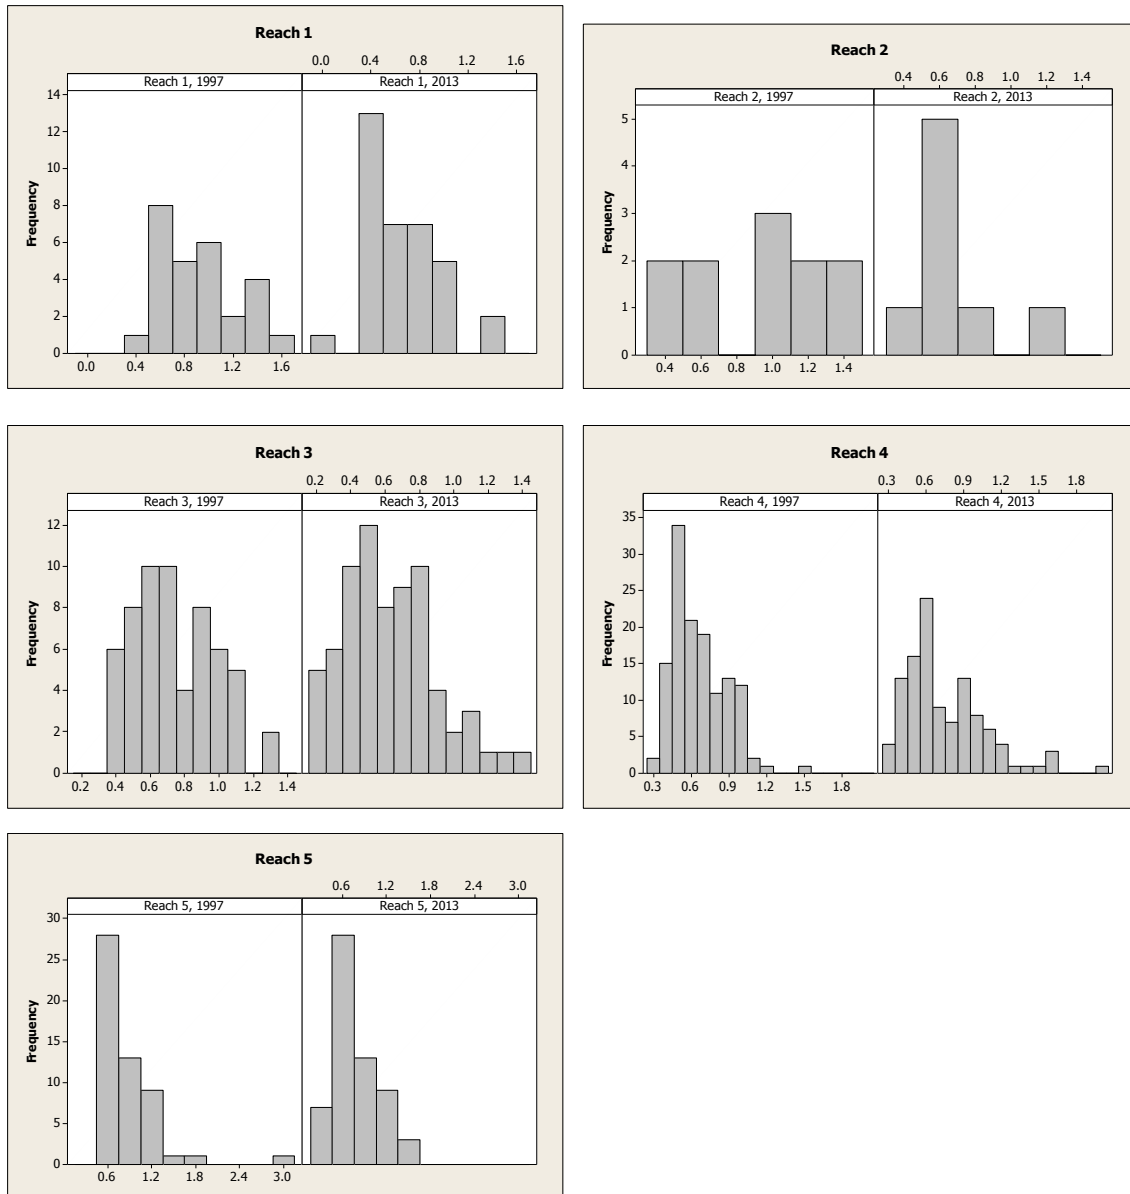 Reach 1
0.0 0.4 0.8 1.2 1.6
Reach 1, 1997 Reach 1, 2013
14
12
10
8
6
4
2
0
Frequency
0.0 0.4 0.8 1.2 1.6
Reach 2
0.4 0.6 0.8 1.0 1.2 1.4
Reach 2, 1997 Reach 2, 2013
5
4
3
2
1
0
Frequency
0.4 0.6 0.8 1.0 1.2 1.4
Reach 3
0.2 0.4 0.6 0.8 1.0 1.2 1.4
Reach 3, 1997 Reach 3, 2013
12
10
8
6
4
2
0
Frequency
0.2 0.4 0.6 0.8 1.0 1.2 1.4
Reach 4
0.3 0.6 0.9 1.2 1.5 1.8
Reach 4, 1997 Reach 4, 2013
35
30
25
20
15
10
5
0
Frequency
0.3 0.6 0.9 1.2 1.5 1.8
Reach 5
0.6 1.2 1.8 2.4 3.0
Reach 5, 1997 Reach 5, 2013
30
25
20
15
10
5
0
Frequency
0.6 1.2 1.8 2.4 3.0